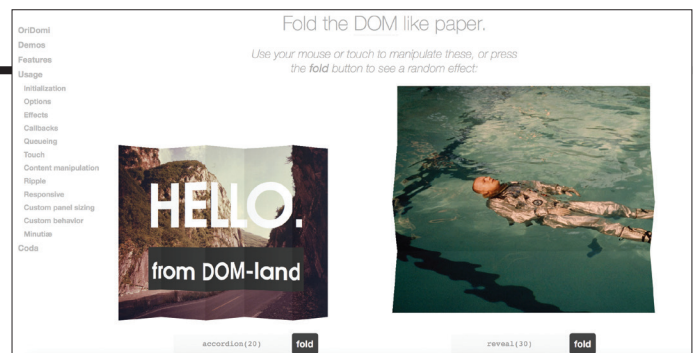 OriDomi
Demos
Features
Usage
Initialization
Options
Effects
Callbacks
Queueing
Touch
Content manipulation
Ripple
Responsive
Custom panel sizing
Custom behavior
Minutiæ
Coda
Fold the DOM like paper.
Use your mouse or touch to manipulate these, or press
the fold button to see a random effect:
HELLO.
from DOM-land
accordion(20)
fold
reveal(30)
fold